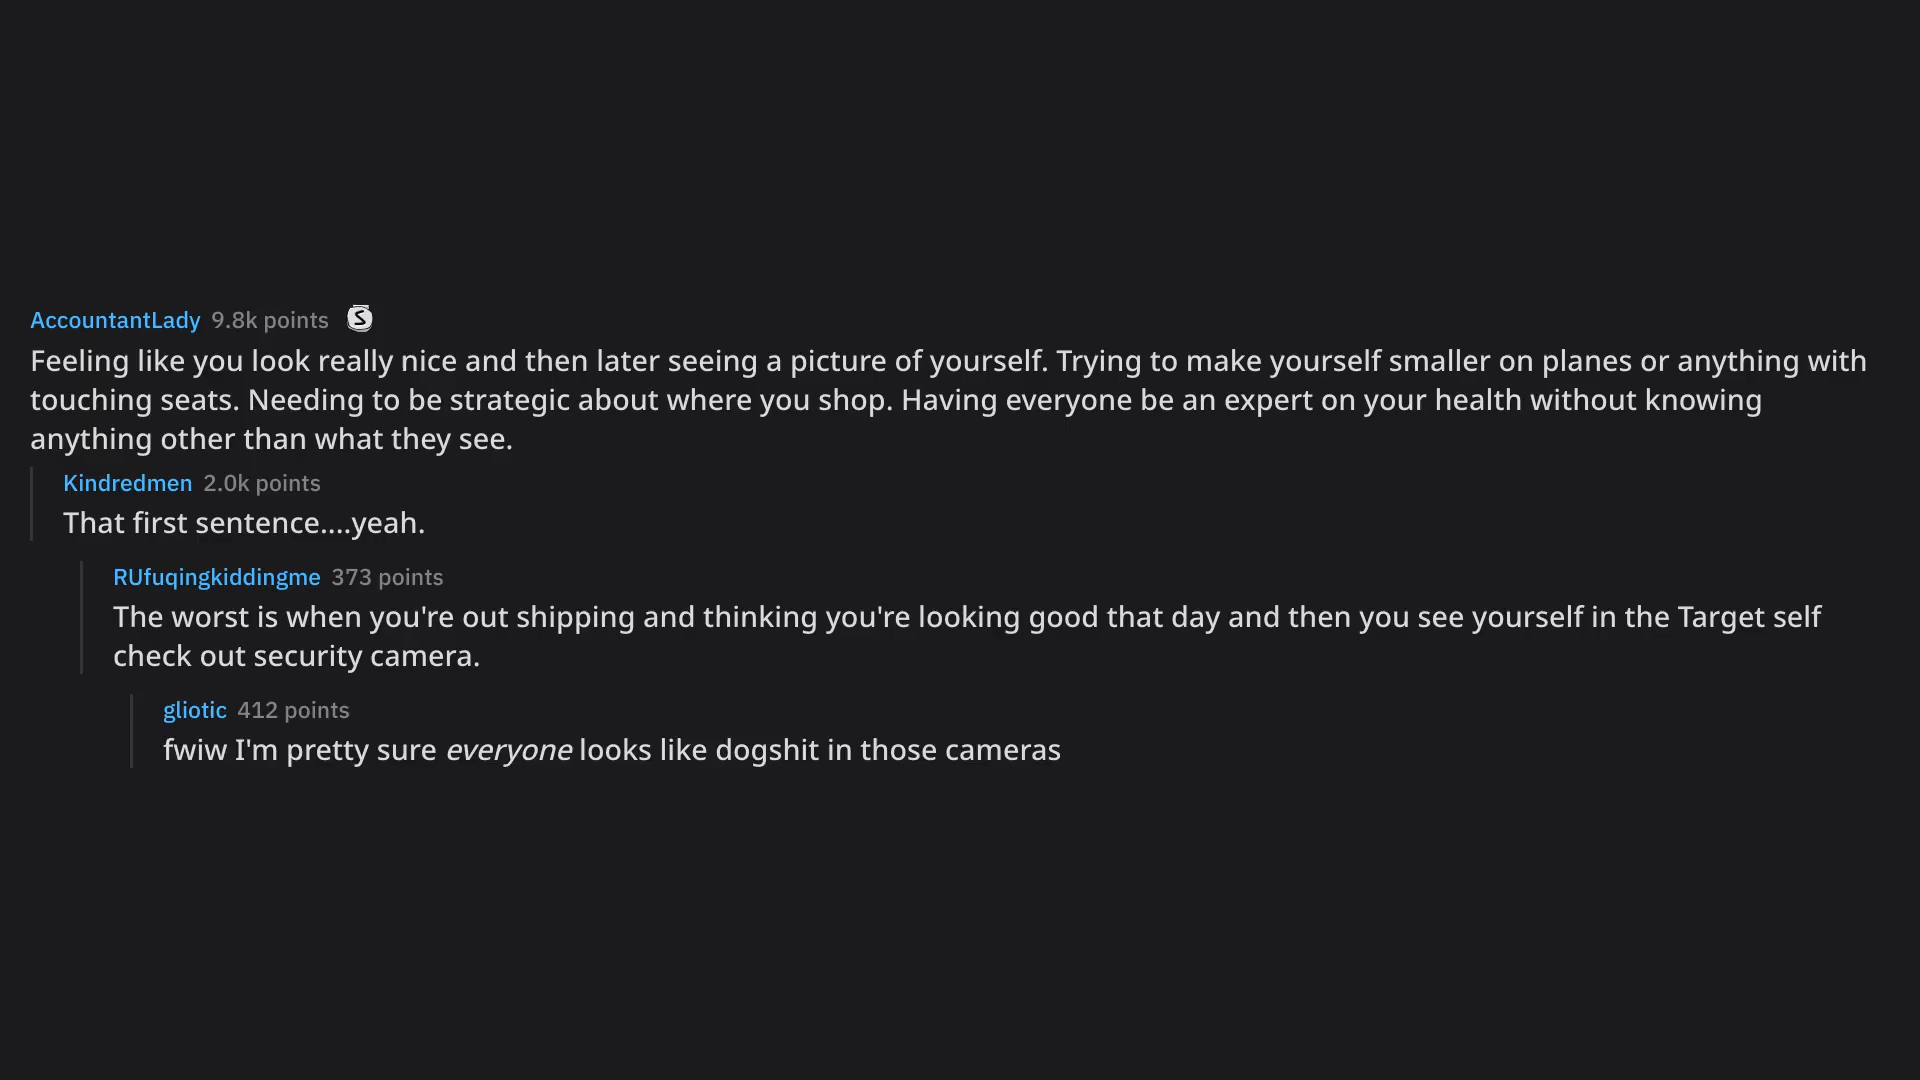 AccountantLady 9.8k points S
Feeling like you look really nice and then later seeing a picture of yourself. Trying to make yourself smaller on planes or anything with
touching seats. Needing to be strategic about where you shop. Having everyone be an expert on your health without knowing
anything other than what they see.
Kindredmen 2.0k points
That first sentence....yeah.
RUfuqingkiddingme 373 points
The worst is when you're out shipping and thinking you're looking good that day and then you see yourself in the Target self
check out security camera.
gliotic 412 points
fwiw I'm pretty sure everyone looks like dogshit in those cameras